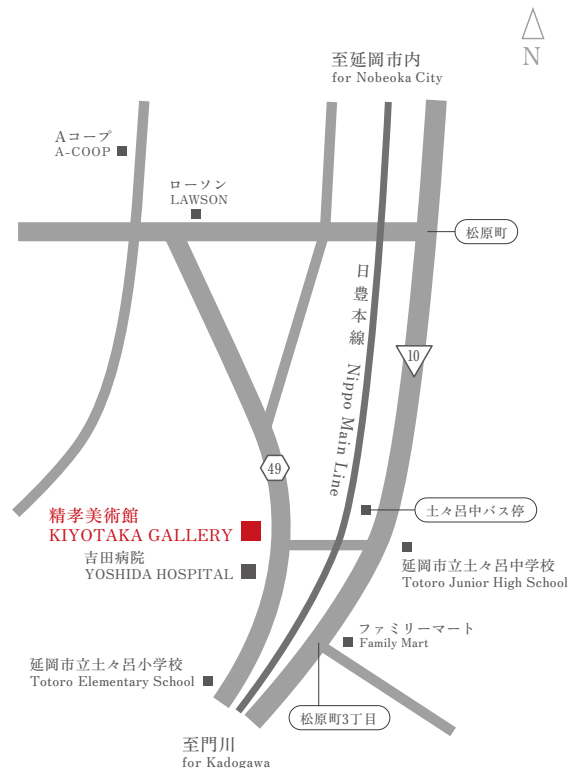 N
至延岡市内
for Nobeoka City
Aコープ
A-COOP
ローソン
LAWSON
松原町
日豊本線 Nippo Main Line
10
49
精孝美術館
KIYOTAKA GALLERY
土々呂中バス停
吉田病院
YOSHIDA HOSPITAL
延岡市立土々呂中学校
Totoro Junior High School
ファミリーマート
Family Mart
延岡市立土々呂小学校
Totoro Elementary School
松原町3丁目
至門川
for Kadogawa